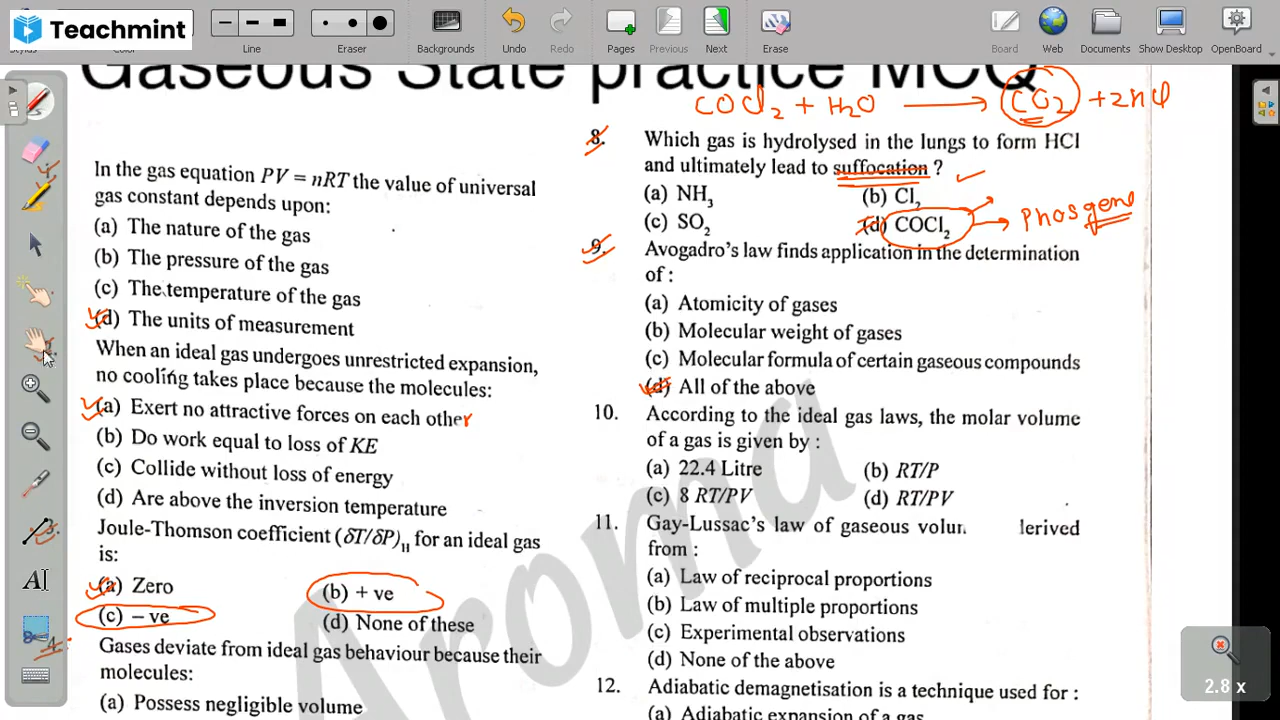 Teachmint
Color
Line
Eraser
Backgrounds
Undo
Redo
Pages
Previous
Next
Erase
Board
Web
Documents
Show Desktop
OpenBoard
Gaseous State practice MCQ
COCl2 + H2O → CO2 + 2HCl
In the gas equation PV = nRT the value of universal
gas constant depends upon:
(a) The nature of the gas
(b) The pressure of the gas
(c) The temperature of the gas
(d) The units of measurement
When an ideal gas undergoes unrestricted expansion,
no cooling takes place because the molecules:
(a) Exert no attractive forces on each other
(b) Do work equal to loss of KE
(c) Collide without loss of energy
(d) Are above the inversion temperature
Joule-Thomson coefficient (δT/δP)H for an ideal gas
is:
(a) Zero (b) + ve
(c) – ve (d) None of these
4.
Gases deviate from ideal gas behaviour because their
molecules:
(a) Possess negligible volume
8. Which gas is hydrolysed in the lungs to form HCl
and ultimately lead to suffocation ?
(a) NH3 (b) Cl2
(c) SO2 (d) COCl2 → Phosgene
9. Avogadro's law finds application in the determination
of :
(a) Atomicity of gases
(b) Molecular weight of gases
(c) Molecular formula of certain gaseous compounds
(d) All of the above
10. According to the ideal gas laws, the molar volume
of a gas is given by :
(a) 22.4 Litre (b) RT/P
(c) 8 RT/PV (d) RT/PV
11. Gay-Lussac's law of gaseous volu derived
from :
(a) Law of reciprocal proportions
(b) Law of multiple proportions
(c) Experimental observations
(d) None of the above
12. Adiabatic demagnetisation is a technique used for :
(a) Adiabatic expansion of a gas
Aroma
2.8 x